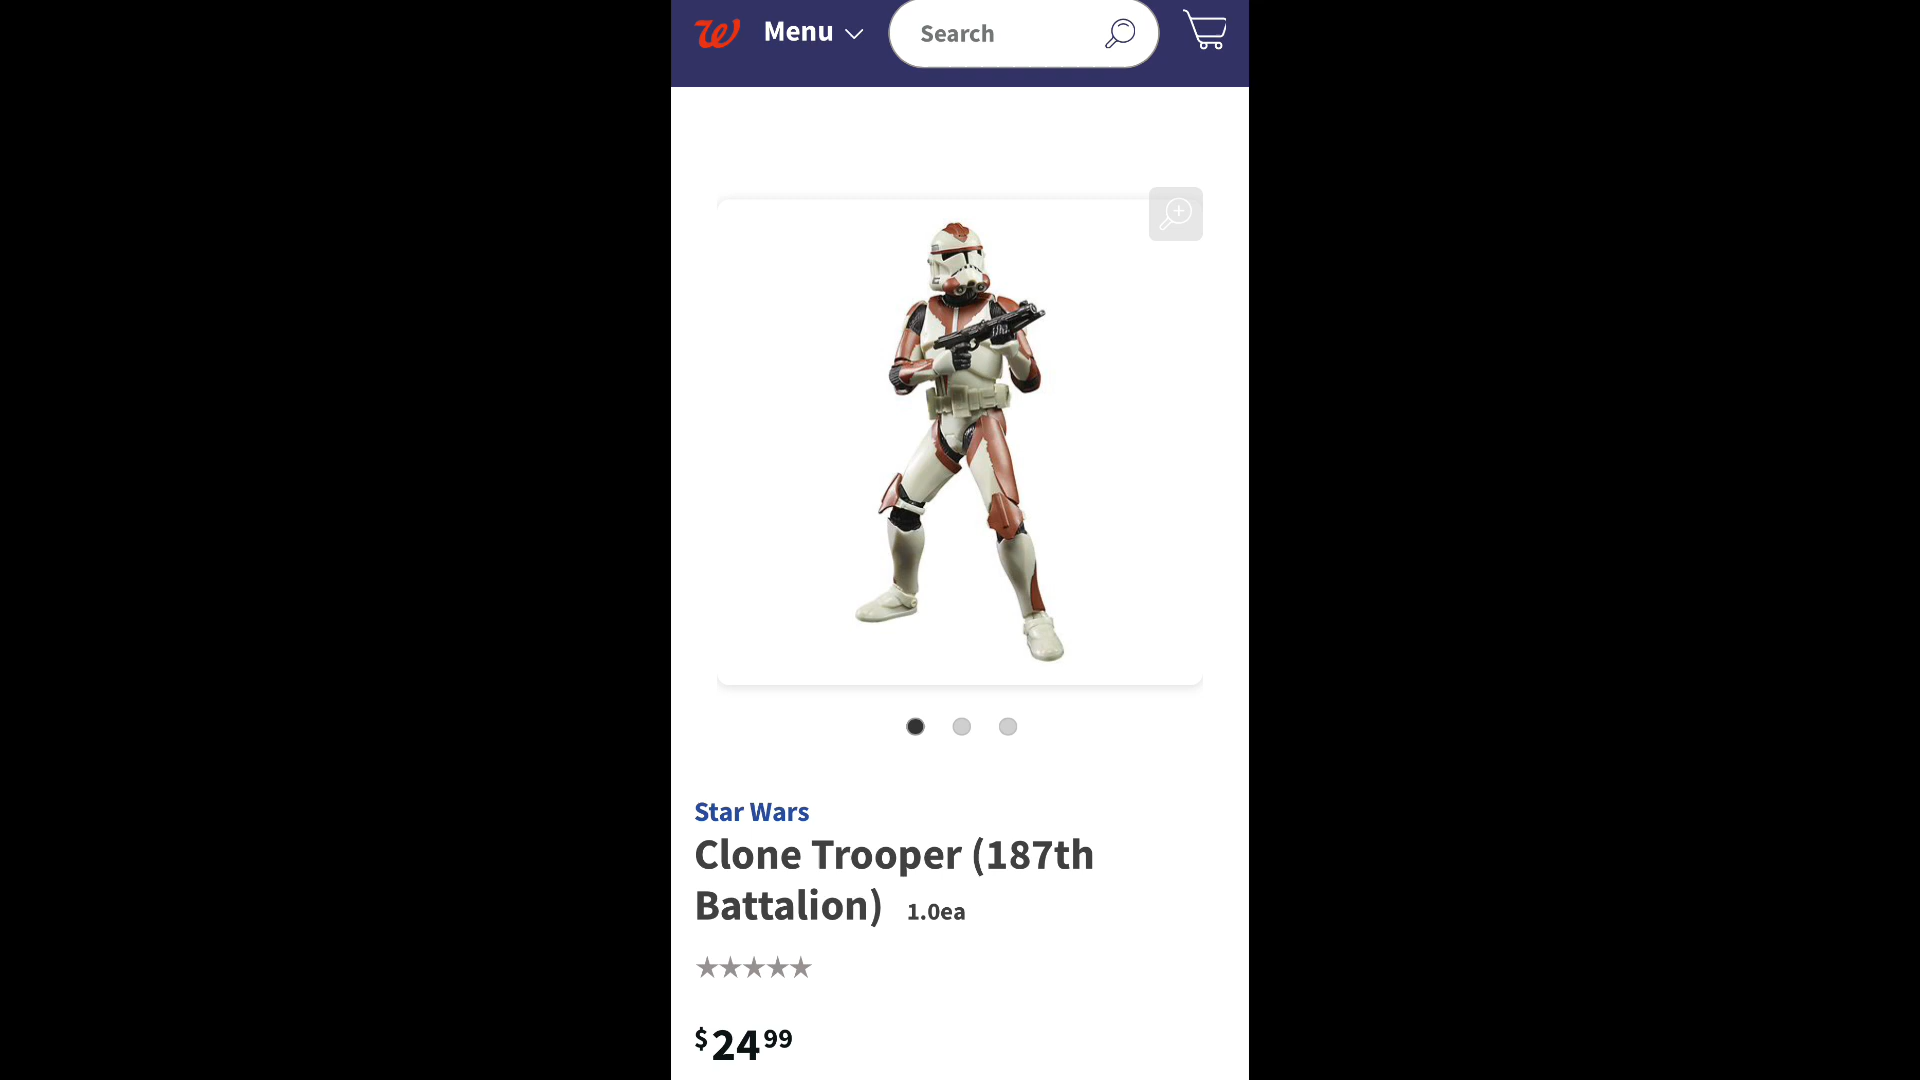 W Menu Search
Star Wars
Clone Trooper (187th
Battalion) 1.0ea
$24 99